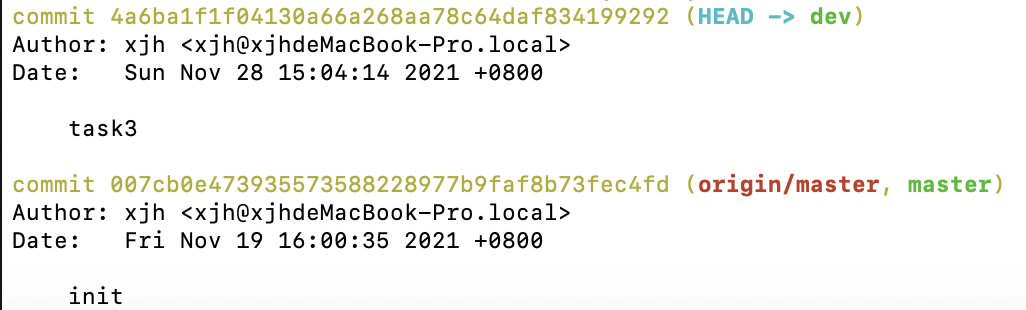 commit 4a6ba1f1f04130a66a268aa78c64daf834199292 (HEAD -> dev)
Author: xjh <xjh@xjhdeMacBook-Pro.local>
Date:   Sun Nov 28 15:04:14 2021 +0800
task3
commit 007cb0e473935573588228977b9faf8b73fec4fd (origin/master, master)
Author: xjh <xjh@xjhdeMacBook-Pro.local>
Date:   Fri Nov 19 16:00:35 2021 +0800
init